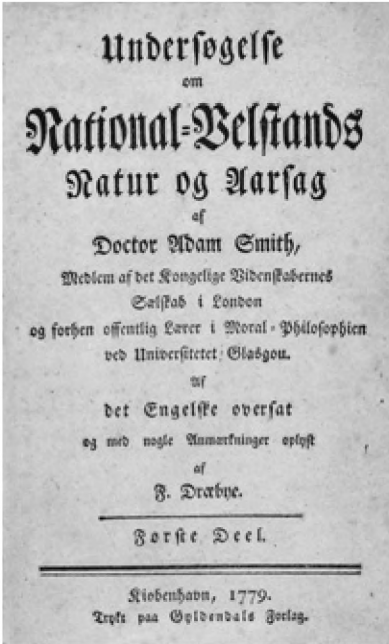 Undersøgelse
om
National-Velstands
Natur og Aarsag
af
Doctor Adam Smith,
Medlem af det Kongelige Videnskabernes
Sælskab i London
og forhen offentlig Lærer i Moral-Philosophien
ved Universitetet Glasgou.
Af
det Engelske oversat
og med nogle Anmærkninger oplyst
af
F. Dræbye.
Første Deel.
Kiøbenhavn, 1779.
Trykt paa Gyldendals Forlag.